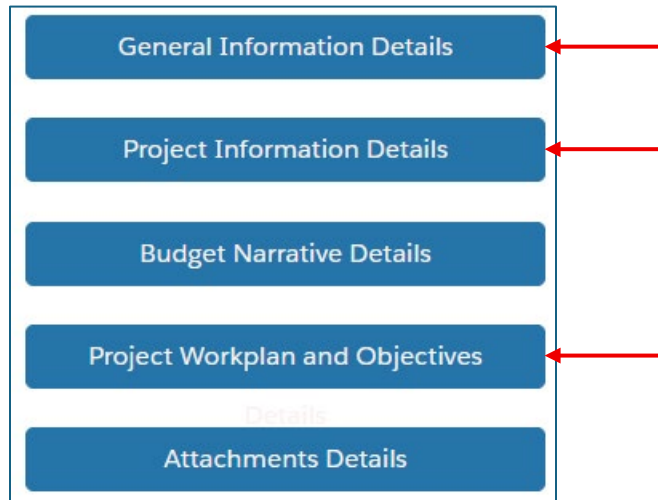 General Information Details
Project Information Details
Budget Narrative Details
Project Workplan and Objectives
Details
Attachments Details